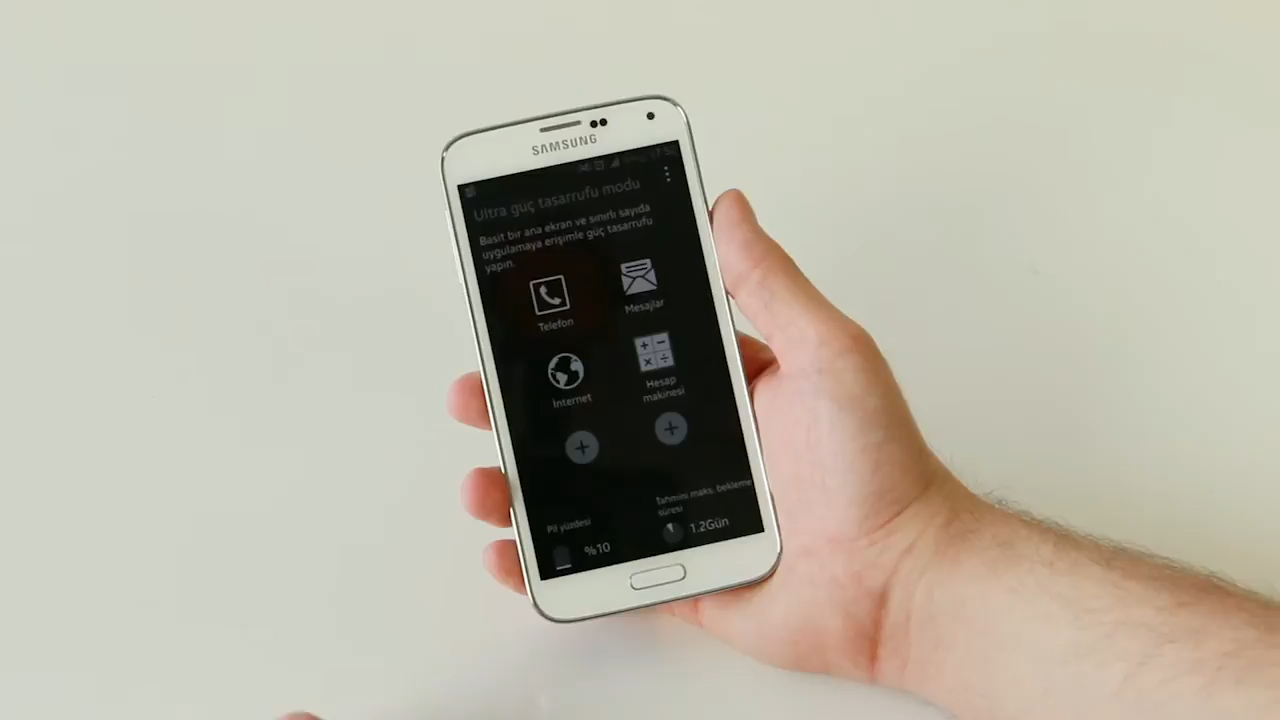 SAMSUNG
Ultra güç tasarrufu modu
Basit bir ana ekran ve sınırlı sayıda
uygulamaya erişimle güç tasarrufu
yapın.
Telefon
Mesajlar
İnternet
Hesap
makinesi
Pil yüzdesi
%10
Tahmini maks. bekleme
süresi
1.2Gün